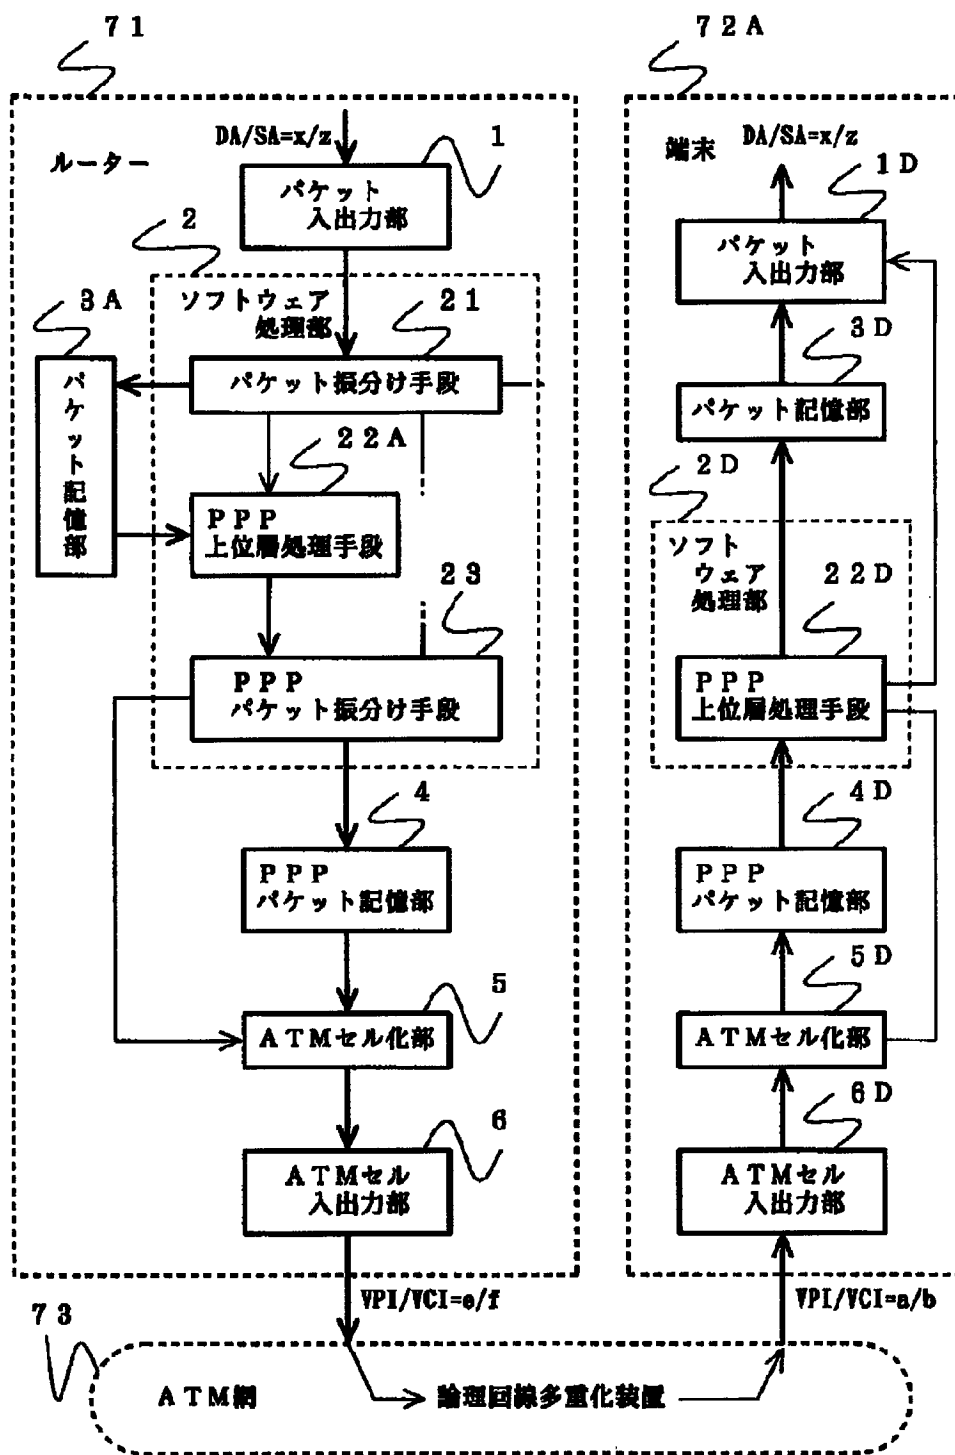 ７１
７２Ａ
ルーター
DA/SA=x/z
１
パケット
入出力部
２
ソフトウェア
処理部
３Ａ
２１
パケット振分け手段
パケット記憶部
２２Ａ
ＰＰＰ
上位層処理手段
２３
ＰＰＰ
パケット振分け手段
４
ＰＰＰ
パケット記憶部
５
ＡＴＭセル化部
６
ＡＴＭセル
入出力部
VPI/VCI=e/f
端末
DA/SA=x/z
１Ｄ
パケット
入出力部
３Ｄ
パケット記憶部
２Ｄ
ソフト
ウェア
処理部
２２Ｄ
ＰＰＰ
上位層処理手段
４Ｄ
ＰＰＰ
パケット記憶部
５Ｄ
ＡＴＭセル化部
６Ｄ
ＡＴＭセル
入出力部
VPI/VCI=a/b
７３
ＡＴＭ網
論理回線多重化装置